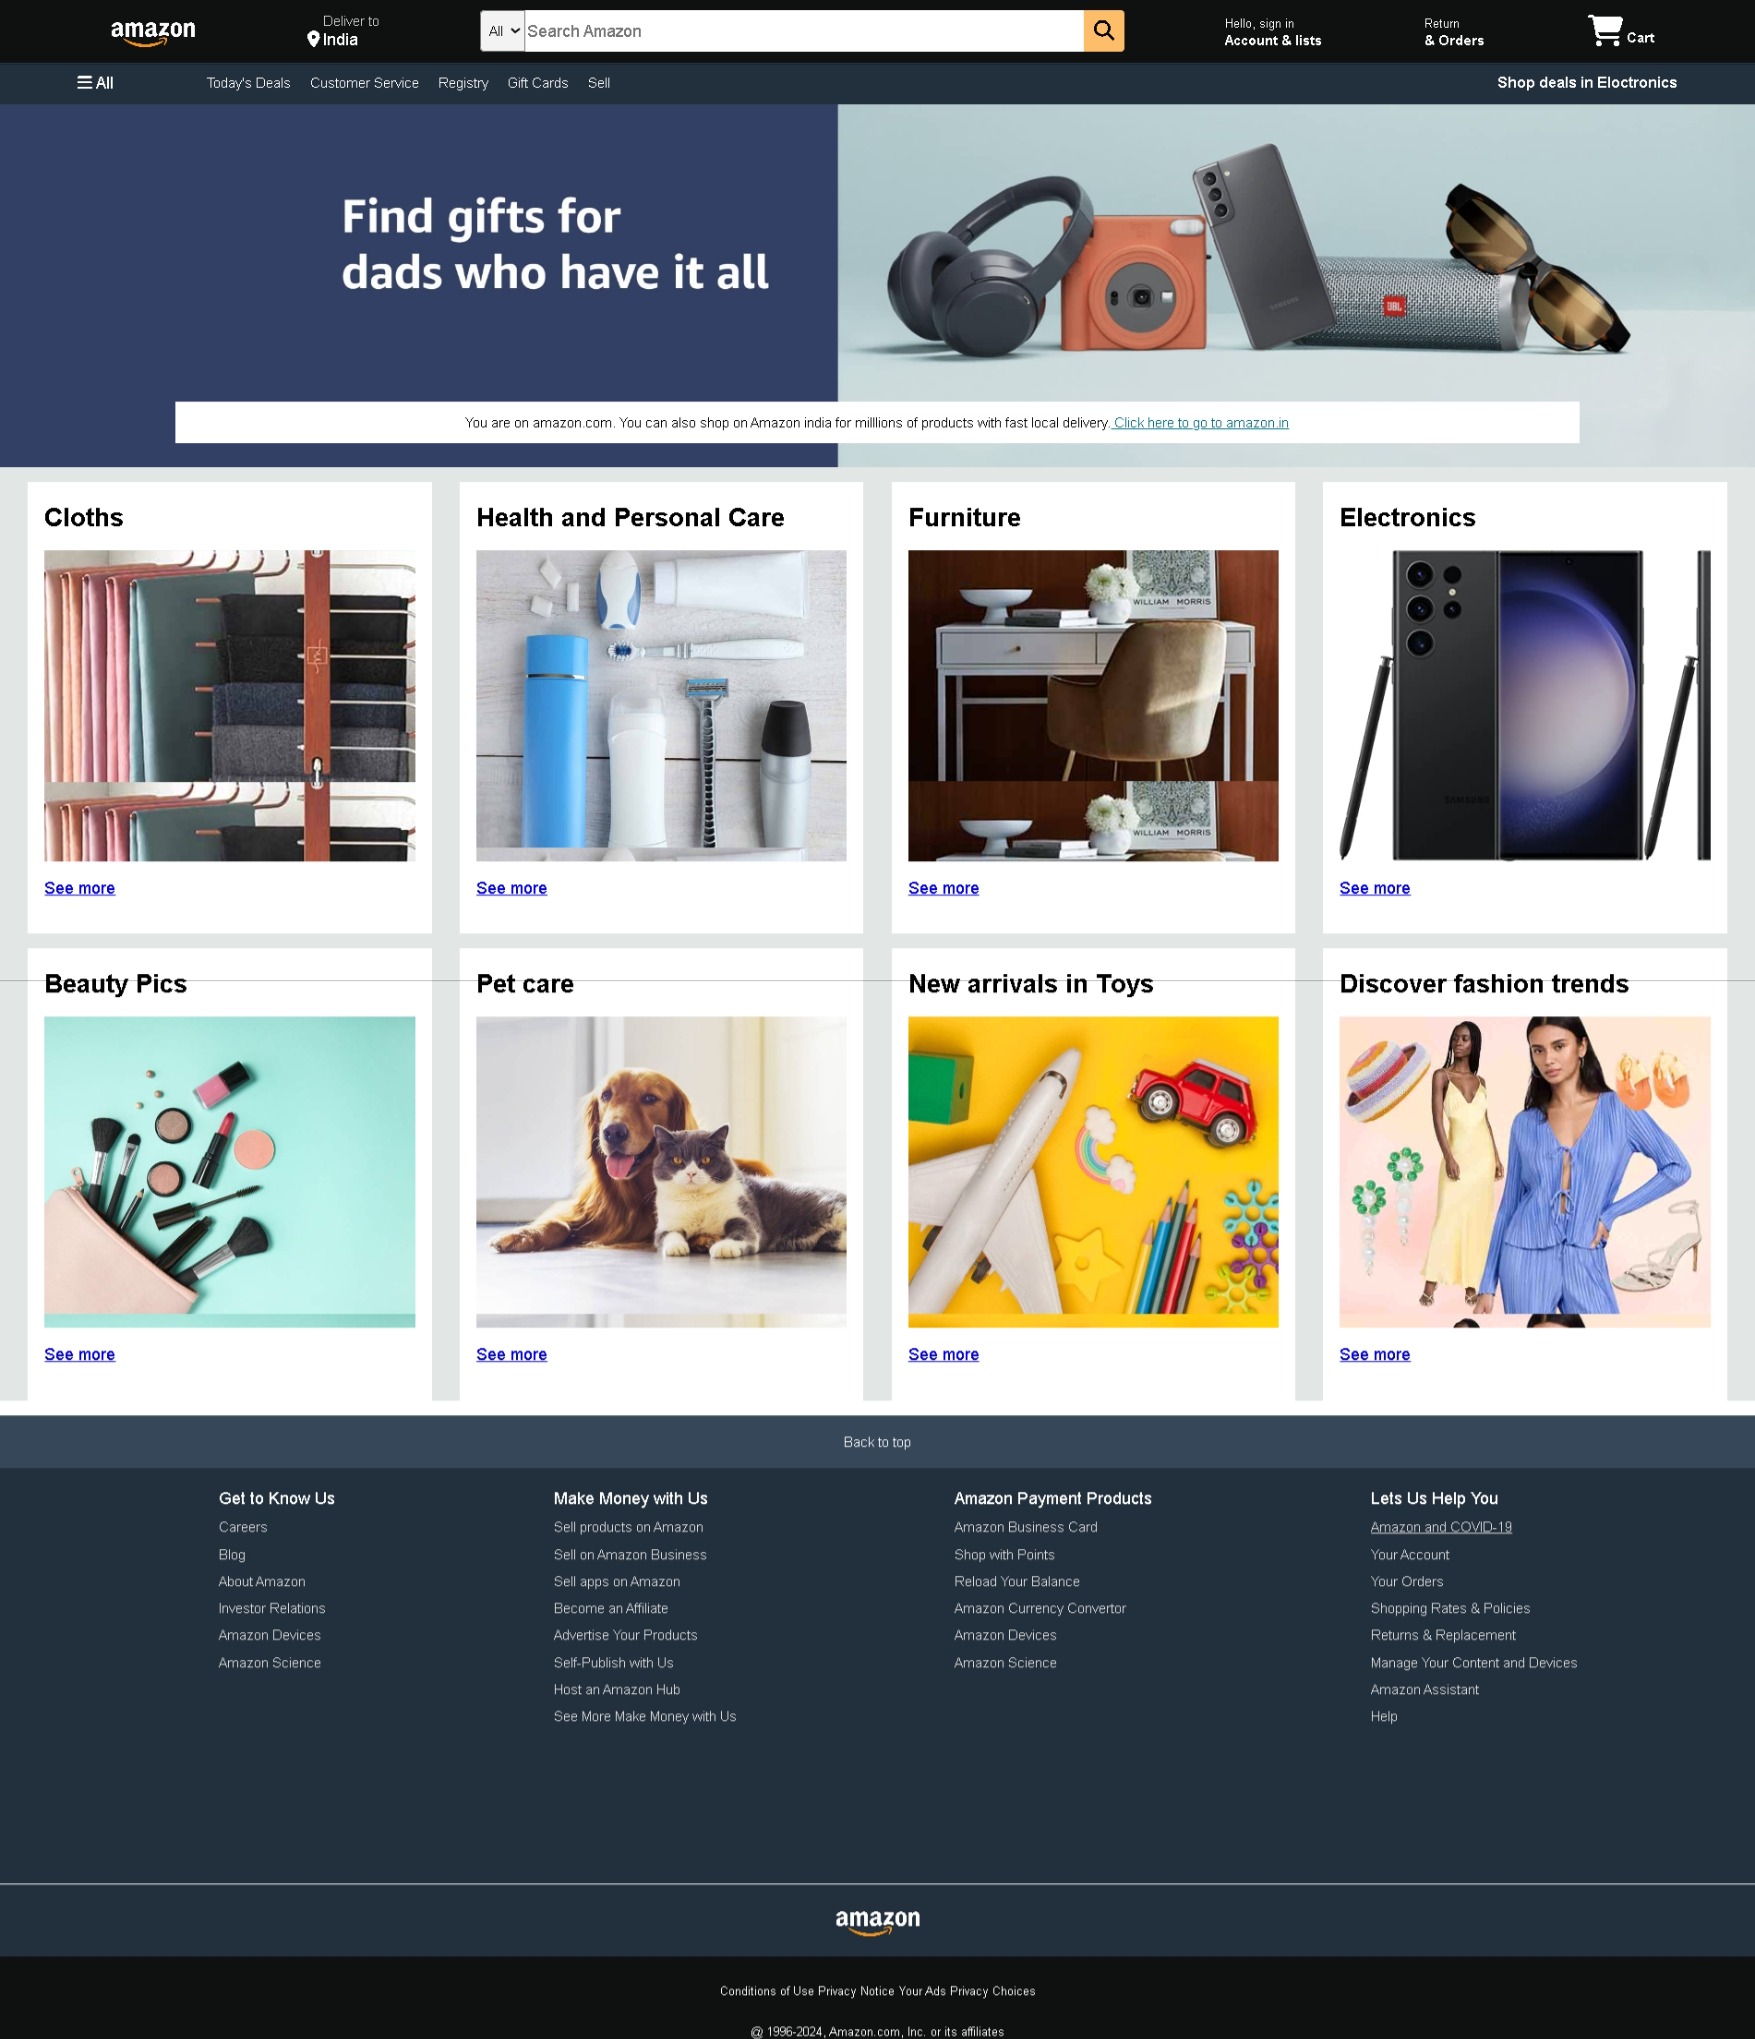 amazon
Deliver to
India
All
Search Amazon
Hello, sign in
Account & lists
Return
& Orders
Cart
All
Today's Deals
Customer Service
Registry
Gift Cards
Sell
Shop deals in Eloctronics
Find gifts for
dads who have it all
SAMSUNG
JBL
You are on amazon.com. You can also shop on Amazon india for milllions of products with fast local delivery. Click here to go to amazon.in
Cloths
Health and Personal Care
Furniture
Electronics
WILLIAM MORRIS
SAMSUNG
WILLIAM MORRIS
See more
See more
See more
See more
Beauty Pics
Pet care
New arrivals in Toys
Discover fashion trends
See more
See more
See more
See more
Back to top
Get to Know Us
Careers
Blog
About Amazon
Investor Relations
Amazon Devices
Amazon Science
Make Money with Us
Sell products on Amazon
Sell on Amazon Business
Sell apps on Amazon
Become an Affiliate
Advertise Your Products
Self-Publish with Us
Host an Amazon Hub
See More Make Money with Us
Amazon Payment Products
Amazon Business Card
Shop with Points
Reload Your Balance
Amazon Currency Convertor
Amazon Devices
Amazon Science
Lets Us Help You
Amazon and COVID-19
Your Account
Your Orders
Shopping Rates & Policies
Returns & Replacement
Manage Your Content and Devices
Amazon Assistant
Help
amazon
Conditions of Use Privacy Notice Your Ads Privacy Choices
@ 1996-2024, Amazon.com, Inc. or its affiliates